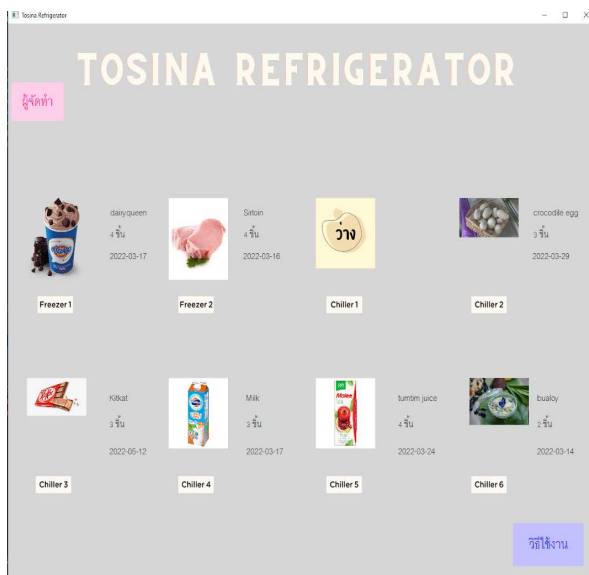 Tosina Refrigerator
TOSINA REFRIGERATOR
ผู้จัดทำ
dairyqueen
4 ชิ้น
2022-03-17
Freezer 1
Sirloin
4 ชิ้น
2022-03-16
Freezer 2
ว่าง
Chiller 1
crocodile egg
3 ชิ้น
2022-03-29
Chiller 2
KitKat
Kitkat
3 ชิ้น
2022-05-12
Chiller 3
Milk
3 ชิ้น
2022-03-17
Chiller 4
Malee
tumtim juice
4 ชิ้น
2022-03-24
Chiller 5
bualoy
2 ชิ้น
2022-03-14
Chiller 6
วิธีใช้งาน